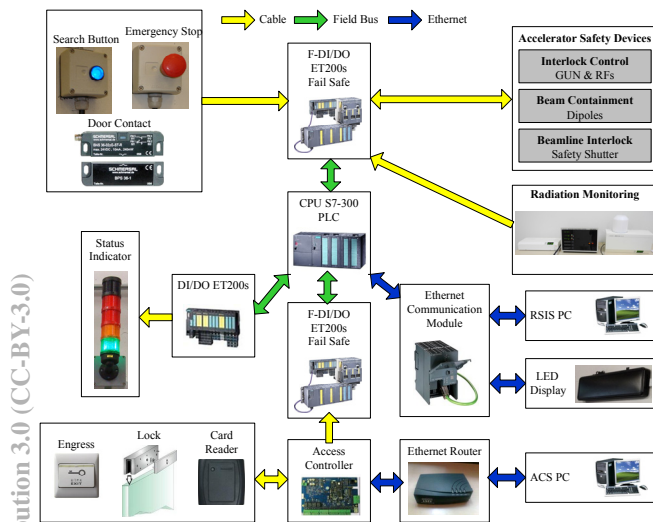 Cable
Field Bus
Ethernet
Search Button
Emergency Stop
Door Contact
SCHMERSAL
SCHMERSAL
F-DI/DO
ET200s
Fail Safe
Accelerator Safety Devices
Interlock Control
GUN & RFs
Beam Containment
Dipoles
Beamline Interlock
Safety Shutter
Radiation Monitoring
CPU S7-300
PLC
Status
Indicator
DI/DO ET200s
F-DI/DO
ET200s
Fail Safe
Ethernet
Communication
Module
RSIS PC
LED
Display
Engress
Lock
Card
Reader
Access
Controller
Ethernet Router
ACS PC
bution 3.0 (CC-BY-3.0)